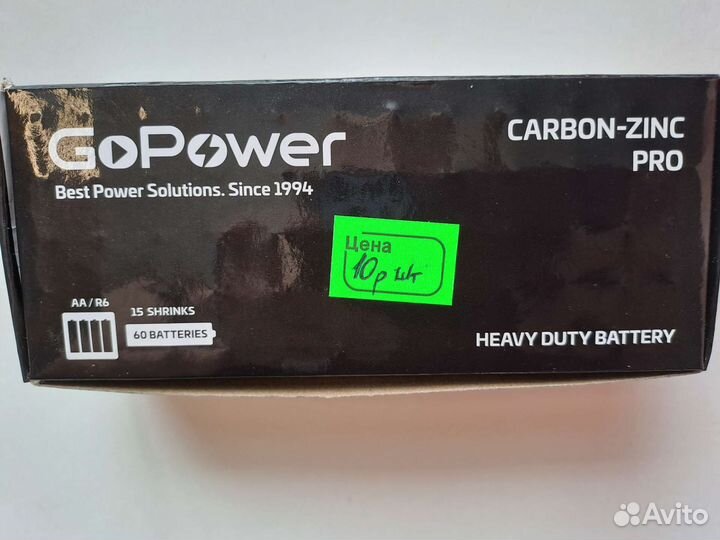 GoPower
Best Power Solutions. Since 1994
CARBON-ZINC
PRO
Цена
10р шт
AA / R6
15 SHRINKS
60 BATTERIES
HEAVY DUTY BATTERY
Avito